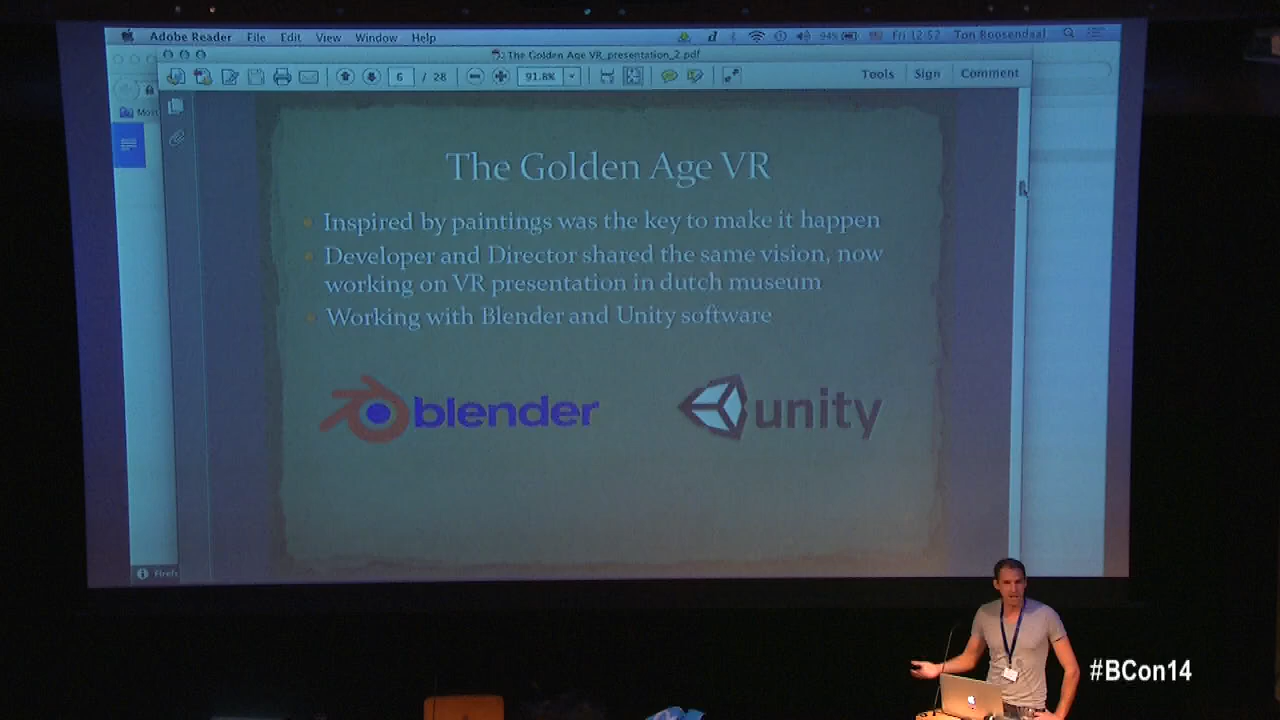 Adobe Reader File Edit View Window Help 94% Fri 12:52 Ton Roosendaal
The Golden Age VR_presentation_2.pdf
6 / 28 91.8% Tools Sign Comment
The Golden Age VR
Inspired by paintings was the key to make it happen
Developer and Director shared the same vision, now
working on VR presentation in dutch museum
Working with Blender and Unity software
blender
unity
#BCon14